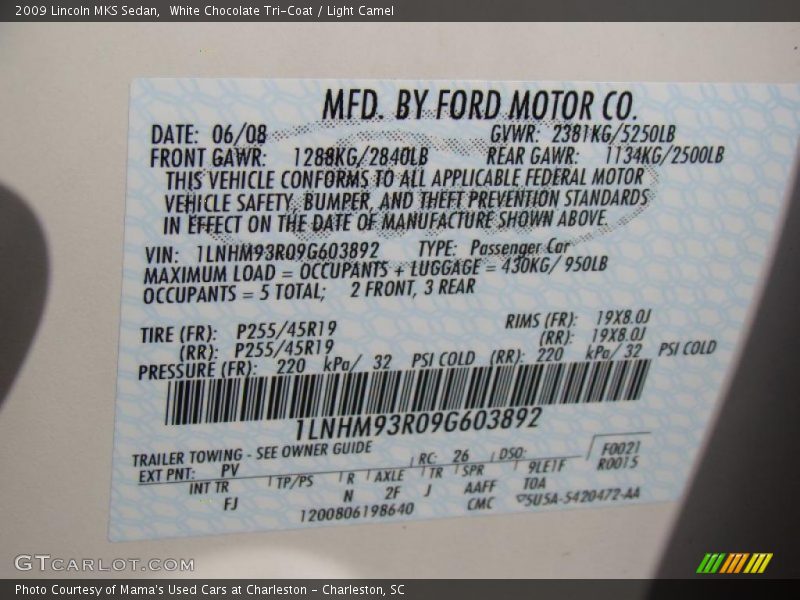 2009 Lincoln MKS Sedan, White Chocolate Tri-Coat / Light Camel
MFD. BY FORD MOTOR CO.
DATE: 06/08 GVWR: 2381KG/5250LB
FRONT GAWR: 1288KG/2840LB REAR GAWR: 1134KG/2500LB
THIS VEHICLE CONFORMS TO ALL APPLICABLE FEDERAL MOTOR
VEHICLE SAFETY, BUMPER, AND THEFT PREVENTION STANDARDS
IN EFFECT ON THE DATE OF MANUFACTURE SHOWN ABOVE.
VIN: 1LNHM93R09G603892 TYPE: Passenger Car
MAXIMUM LOAD = OCCUPANTS + LUGGAGE = 430KG/ 950LB
OCCUPANTS = 5 TOTAL; 2 FRONT, 3 REAR
TIRE (FR): P255/45R19 RIMS (FR): 19X8.0J
(RR): P255/45R19 (RR): 19X8.0J
PRESSURE (FR): 220 kPa/ 32 PSI COLD (RR): 220 kPa/ 32 PSI COLD
1LNHM93R09G603892
TRAILER TOWING - SEE OWNER GUIDE
EXT PNT: PV RC: 26 DSO: F0021
INT TR TP/PS R AXLE TR SPR 9LE1F R0015
FJ N 2F J AAFF TOA
1200806198640 CMC 5U5A-5420472-AA
GTCARLOT.COM
Photo Courtesy of Mama's Used Cars at Charleston - Charleston, SC